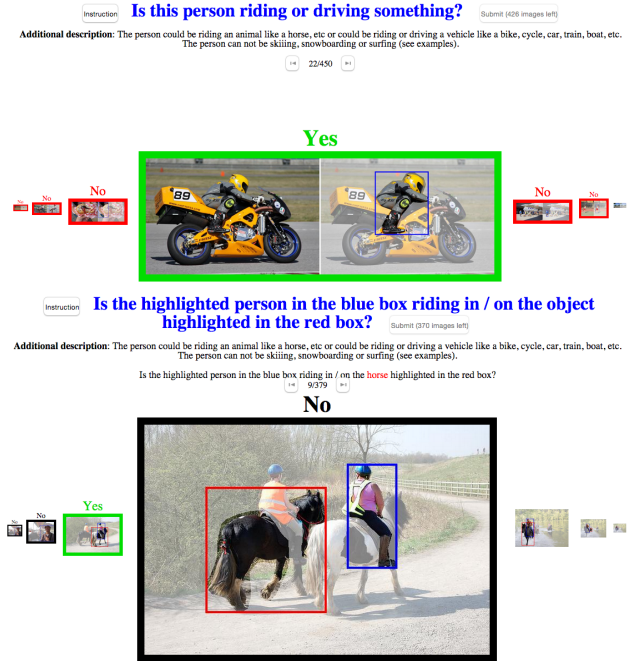 Instruction
Is this person riding or driving something?
Submit (426 images left)
Additional description: The person could be riding an animal like a horse, etc or could be riding or driving a vehicle like a bike, cycle, car, train, boat, etc.
The person can not be skiiing, snowboarding or surfing (see examples).
22/450
Yes
No
No
No
No
No
89
89
Instruction
Is the highlighted person in the blue box riding in / on the object
highlighted in the red box?
Submit (370 images left)
Additional description: The person could be riding an animal like a horse, etc or could be riding or driving a vehicle like a bike, cycle, car, train, boat, etc.
The person can not be skiiing, snowboarding or surfing (see examples).
Is the highlighted person in the blue box riding in / on the horse highlighted in the red box?
9/379
No
No
No
Yes